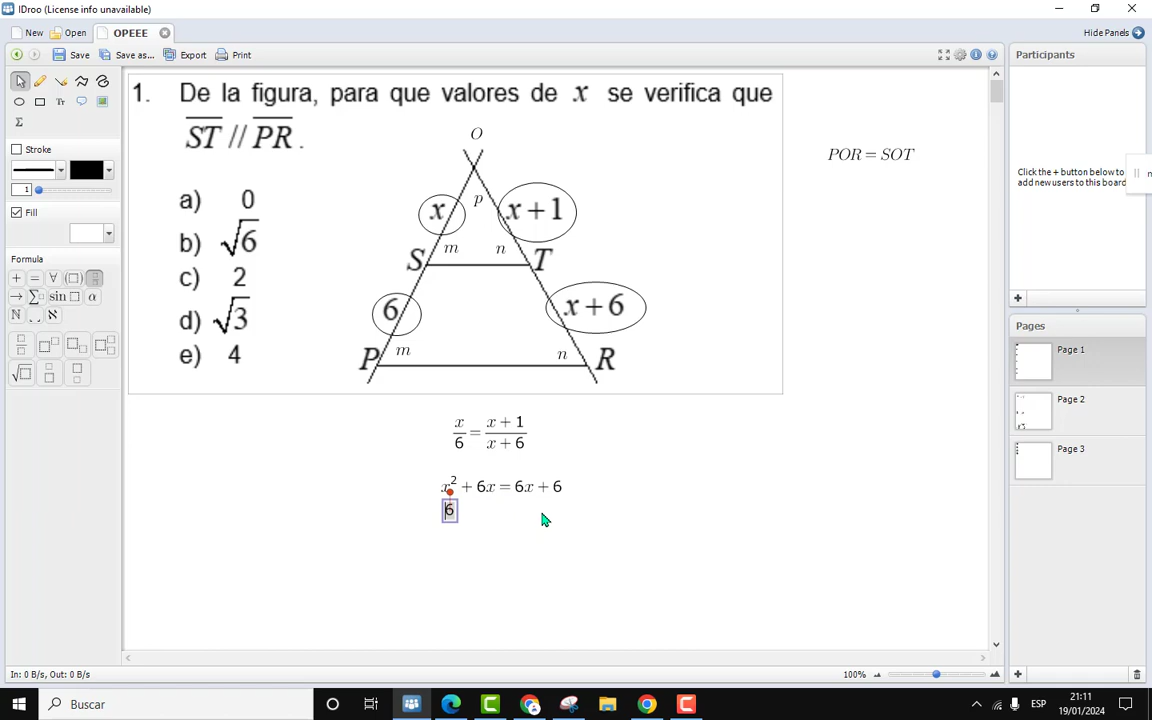 IDroo (License info unavailable)
New Open OPEEE Hide Panels
Save Save as... Export Print
Participants
Click the + button below to
add new users to this board
Tr
Σ
Stroke
1
Fill
Formula
+ = ∀ (□)
→ Σ sin □ α
ℕ ℵ
1. De la figura, para que valores de x se verifica que
ST // PR .
a) 0
b) √6
c) 2
d) √3
e) 4
O
x p x + 1
m n
S T
6 x + 6
m n
P R
POR = SOT
x/6 = (x + 1)/(x + 6)
x² + 6x = 6x + 6
6
Pages
Page 1
Page 2
Page 3
In: 0 B/s, Out: 0 B/s 100%
Buscar
ESP
21:11
19/01/2024